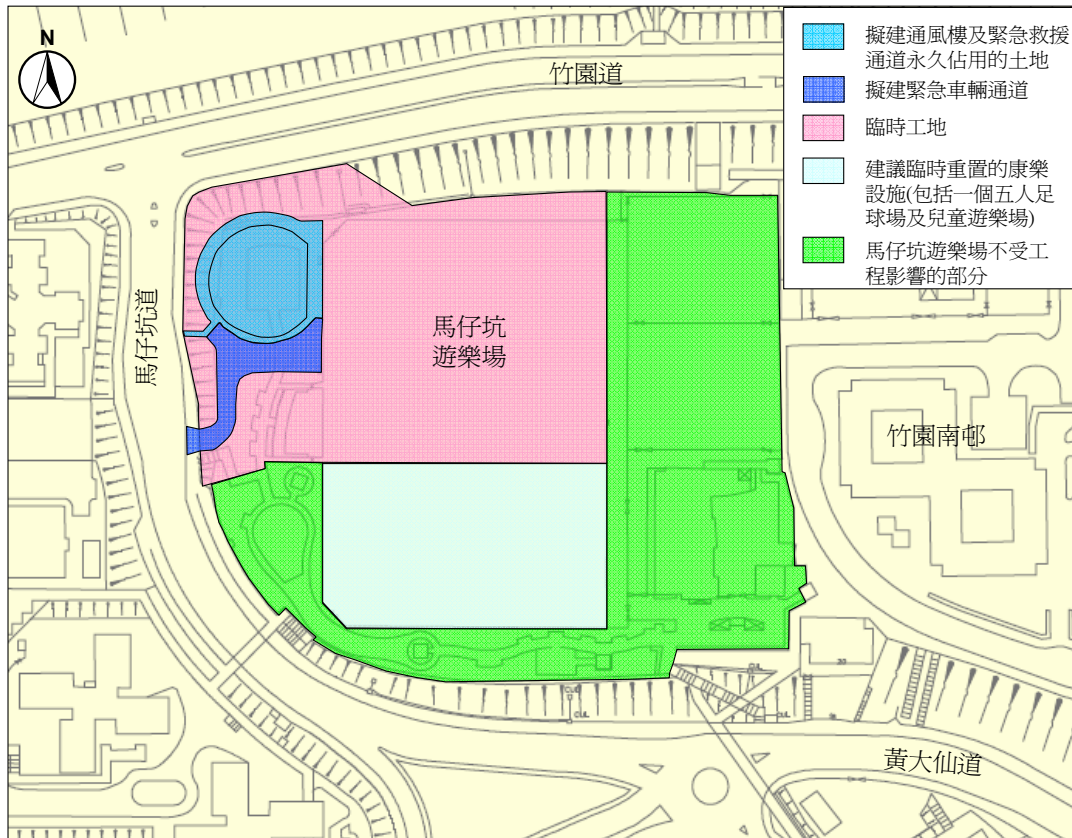 N
竹園道
擬建通風樓及緊急救援
通道永久佔用的土地
擬建緊急車輛通道
臨時工地
建議臨時重置的康樂
設施(包括一個五人足
球場及兒童遊樂場)
馬仔坑遊樂場不受工
程影響的部分
馬仔坑道
馬仔坑
遊樂場
竹園南邨
黃大仙道